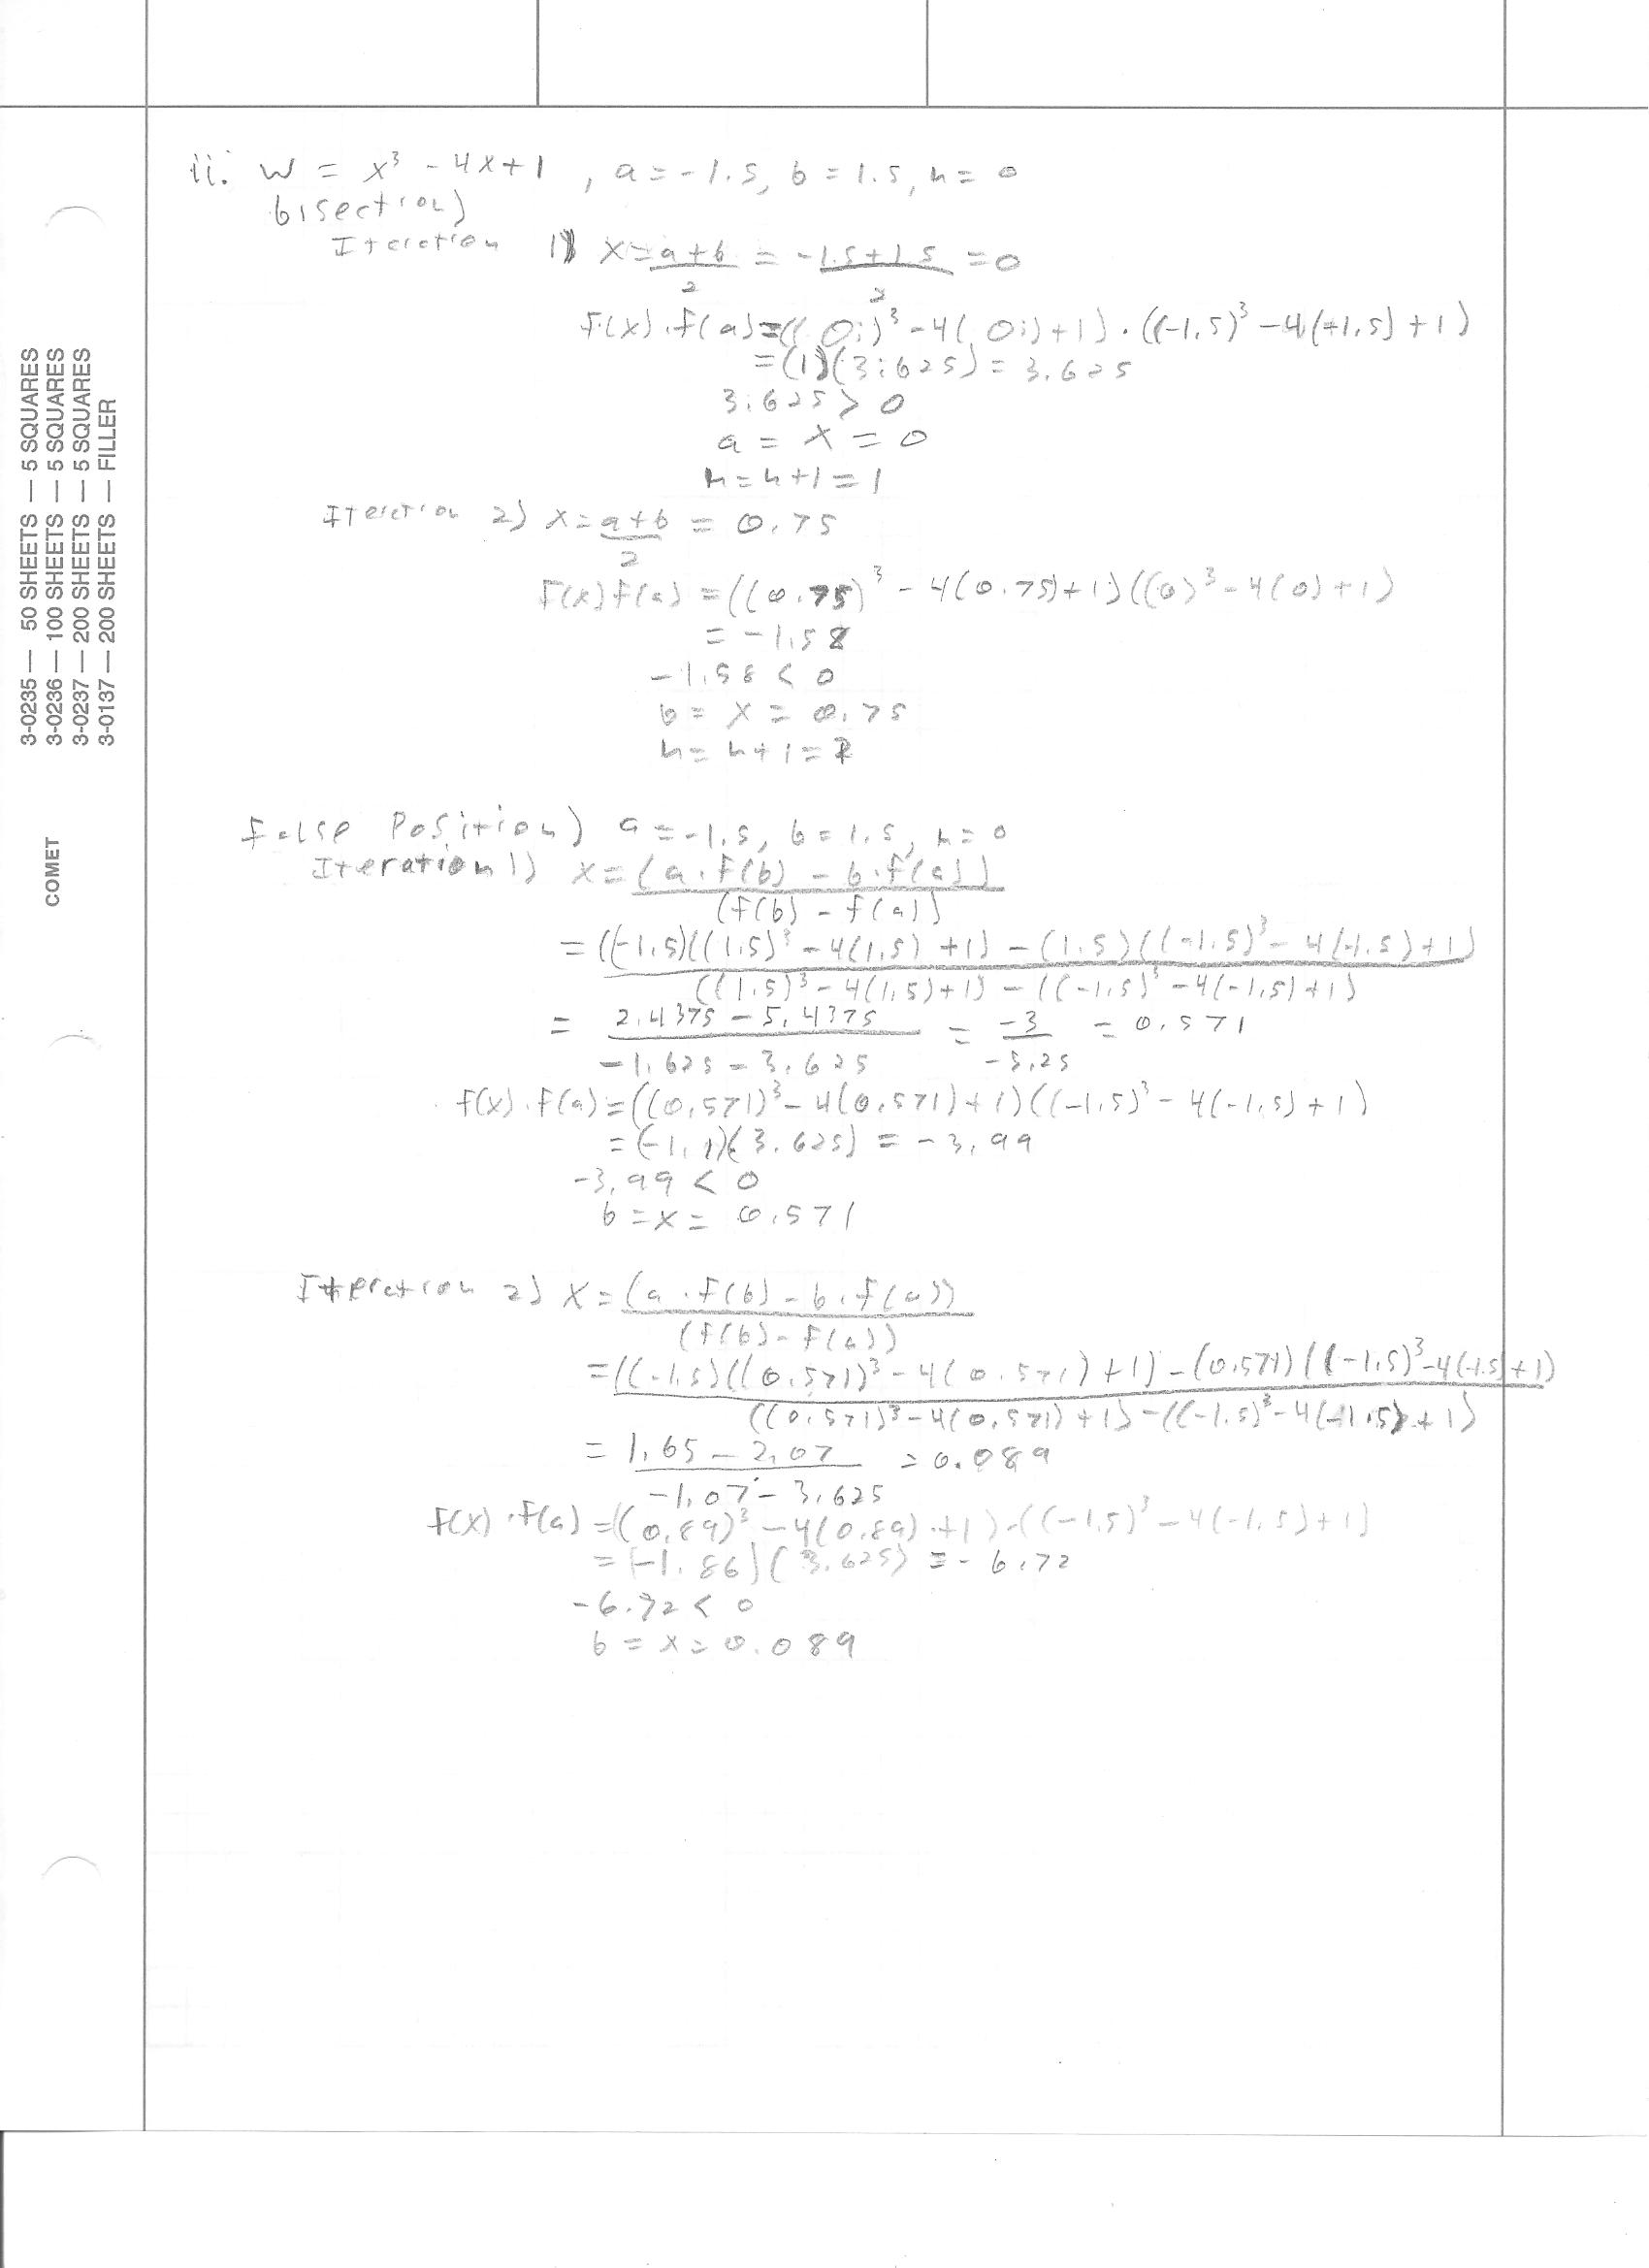 3-0235 — 50 SHEETS — 5 SQUARES
3-0236 — 100 SHEETS — 5 SQUARES
3-0237 — 200 SHEETS — 5 SQUARES
3-0137 — 200 SHEETS — FILLER
COMET
ii. w = x³ - 4x + 1 , a = -1.5, b = 1.5, n = 0
bisection)
Iteration 1) x = (a+b)/2 = (-1.5+1.5)/2 = 0
f(x)·f(a) = ((0)³ - 4(0) + 1) · ((-1.5)³ - 4(-1.5) + 1)
= (1)(3.625) = 3.625
3.625 > 0
a = x = 0
n = n+1 = 1
Iteration 2) x = (a+b)/2 = 0.75
f(x)f(a) = ((0.75)³ - 4(0.75)+1)((0)³ - 4(0)+1)
= -1.58
-1.58 < 0
b = x = 0.75
n = n+1 = 2
False Position) a = -1.5, b = 1.5, n = 0
Iteration 1) x = (a·f(b) - b·f(a))
(f(b) - f(a))
= ((-1.5)((1.5)³ - 4(1.5) + 1) - (1.5)((-1.5)³ - 4(-1.5)+1)
((1.5)³ - 4(1.5)+1) - ((-1.5)³ - 4(-1.5)+1)
= 2.4375 - 5.4375 = -3 = 0.571
-1.625 - 3.625 -5.25
f(x)·f(a) = ((0.571)³ - 4(0.571)+1)((-1.5)³ - 4(-1.5)+1)
= (-1.1)(3.625) = -3.99
-3.99 < 0
b = x = 0.571
Iteration 2) x = (a·f(b) - b·f(a))
(f(b) - f(a))
= ((-1.5)((0.571)³ - 4(0.571) + 1) - (0.571)((-1.5)³ - 4(-1.5)+1)
((0.571)³ - 4(0.571) + 1) - ((-1.5)³ - 4(-1.5)+1)
= 1.65 - 2.07 = 0.089
-1.07 - 3.625
f(x)·f(a) = ((0.89)³ - 4(0.89)+1)·((-1.5)³ - 4(-1.5)+1)
= (-1.86)(3.625) = -6.72
-6.72 < 0
b = x = 0.089